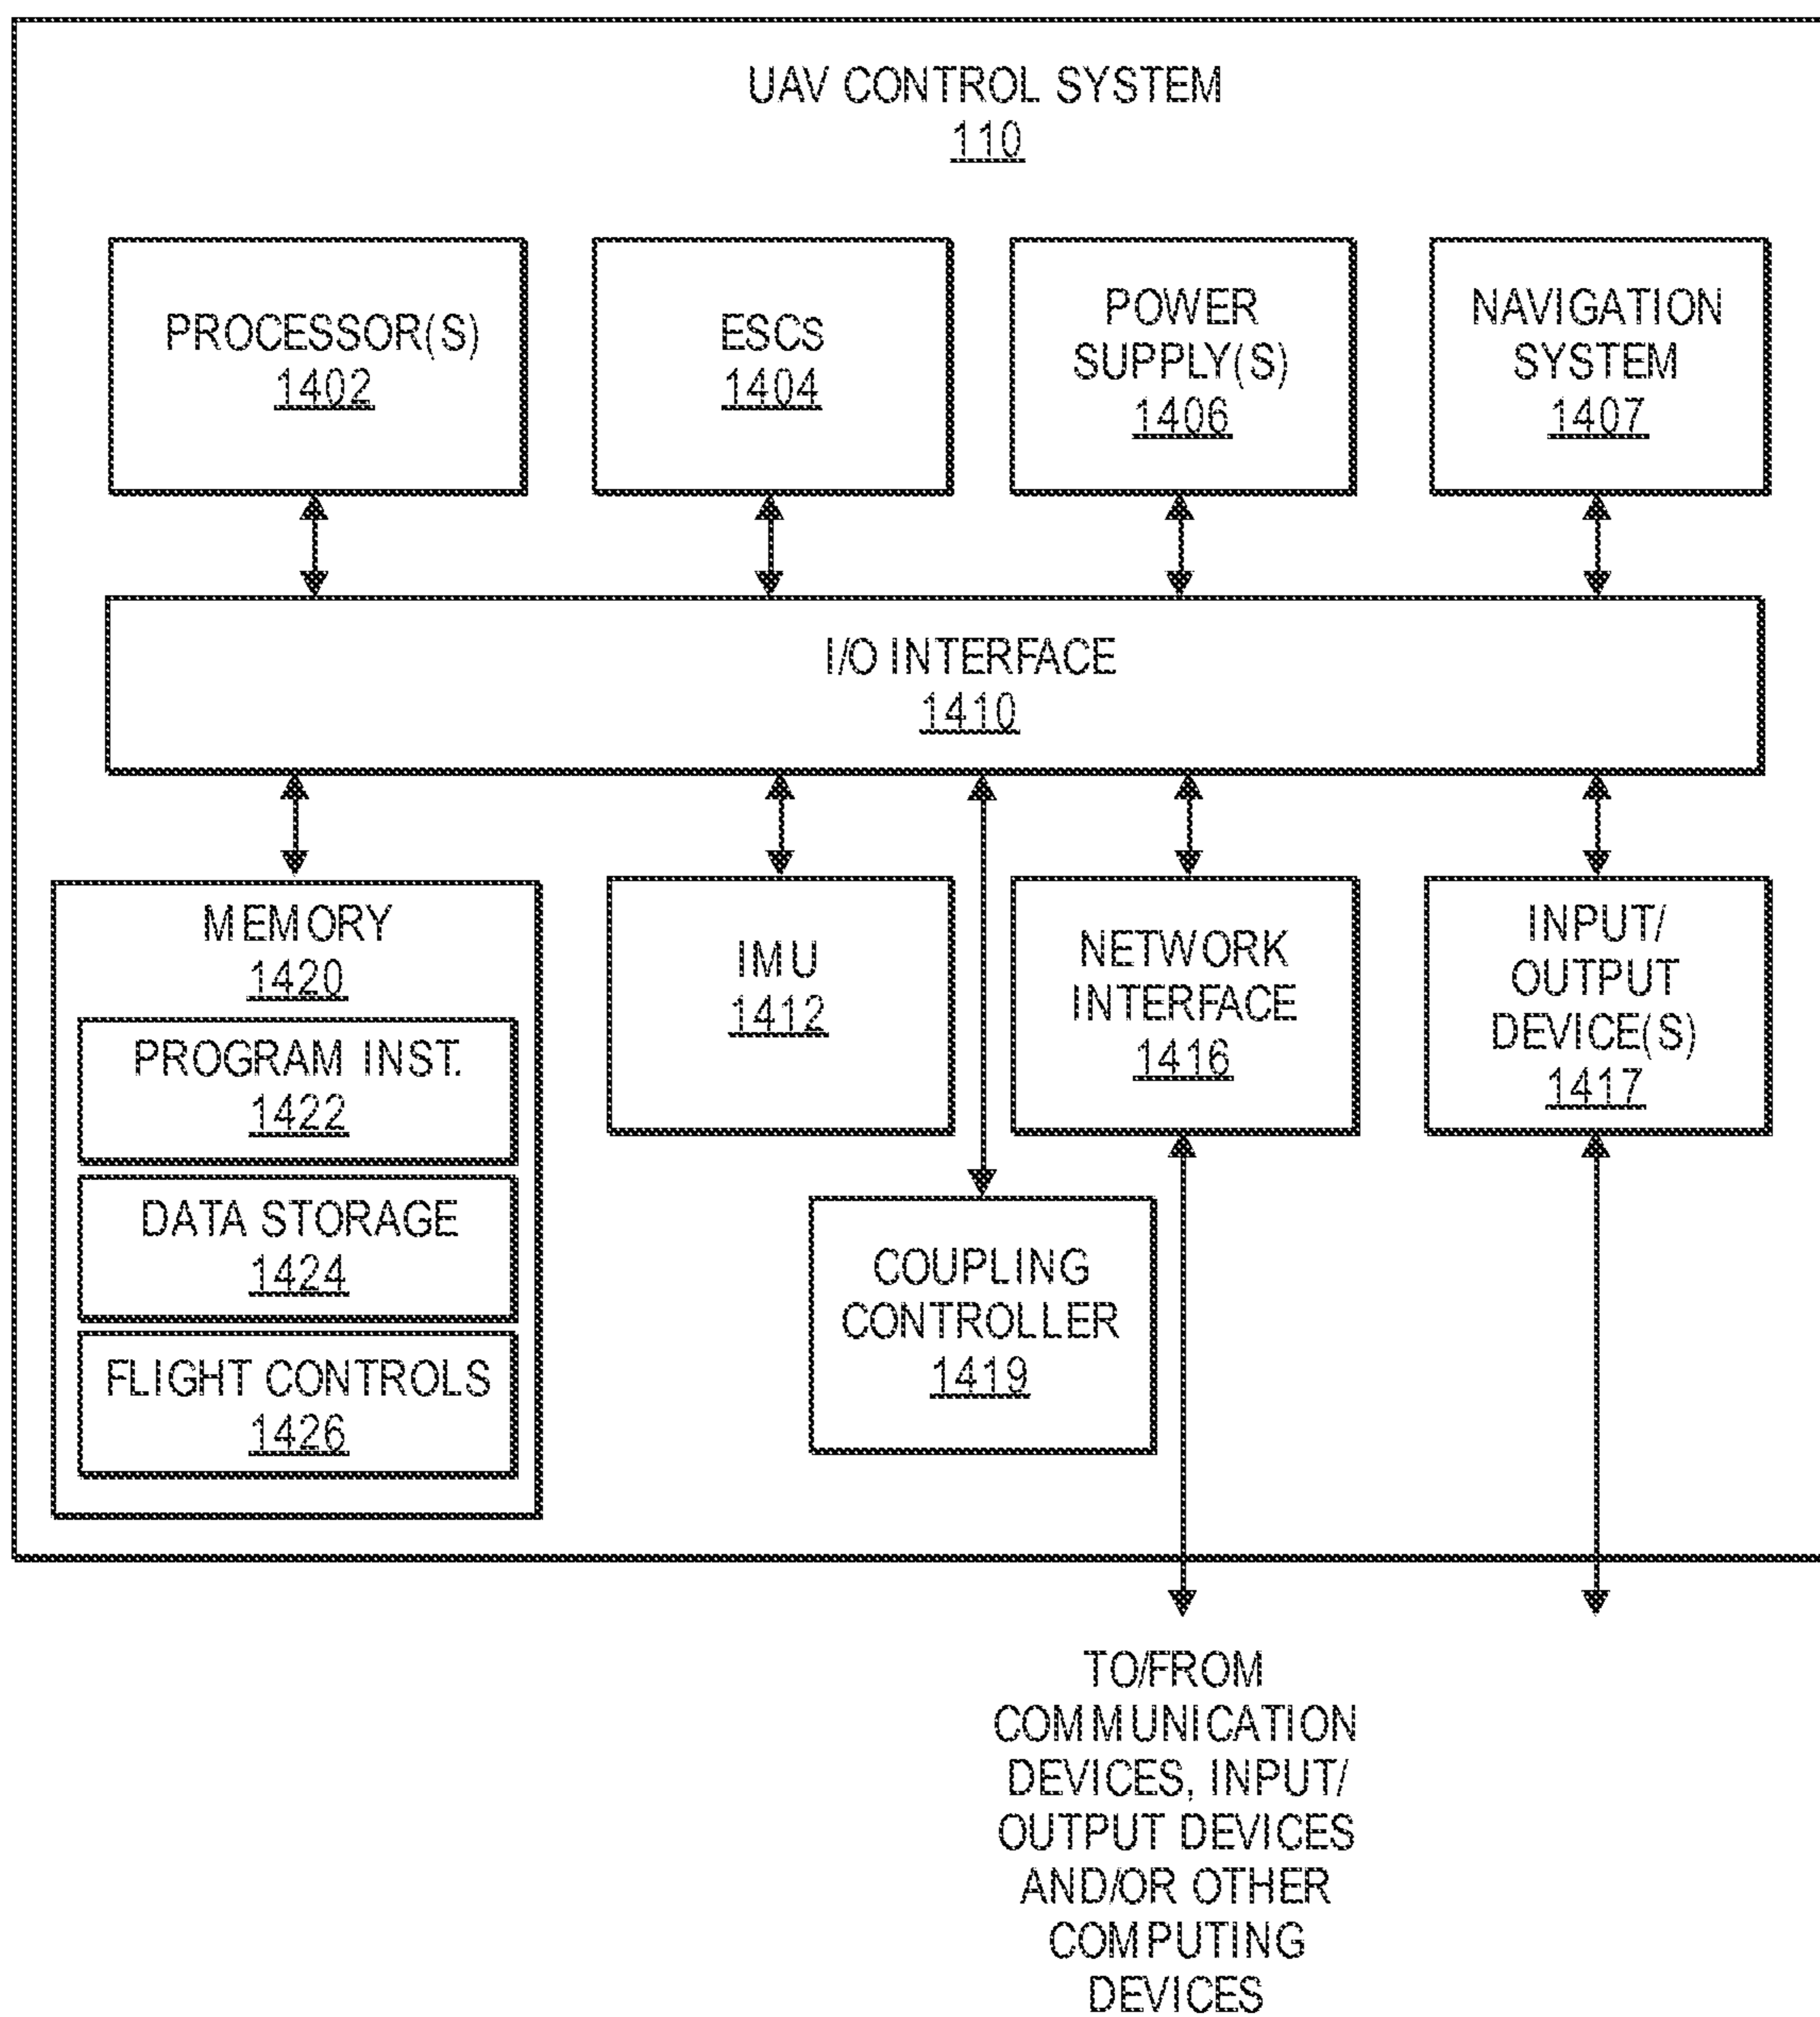 UAV CONTROL SYSTEM
110
PROCESSOR(S)
1402
ESCs
1404
POWER
SUPPLY(S)
1406
NAVIGATION
SYSTEM
1407
I/O INTERFACE
1410
MEMORY
1420
PROGRAM INST.
1422
DATA STORAGE
1424
FLIGHT CONTROLS
1426
IMU
1412
NETWORK
INTERFACE
1416
INPUT/
OUTPUT
DEVICE(S)
1417
COUPLING
CONTROLLER
1419
TO/FROM
COMMUNICATION
DEVICES, INPUT/
OUTPUT DEVICES
AND/OR OTHER
COMPUTING
DEVICES